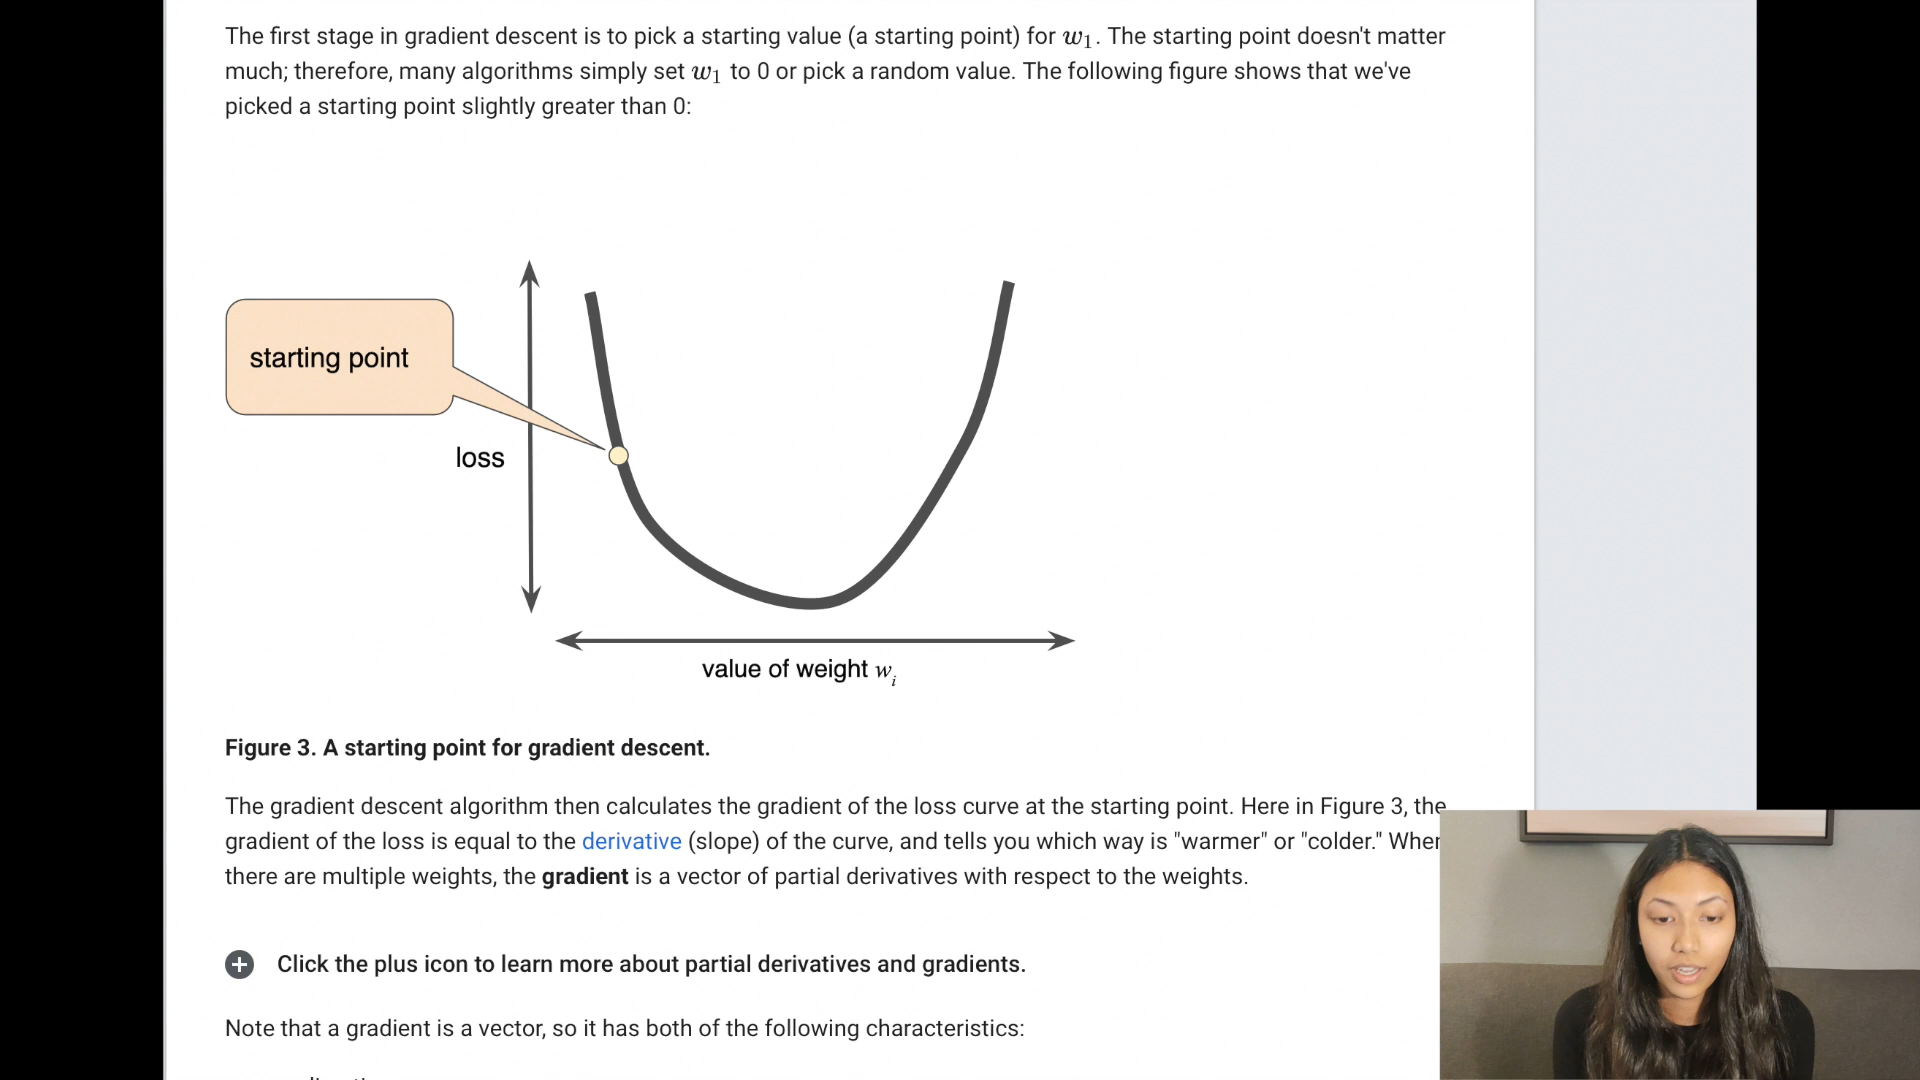 The first stage in gradient descent is to pick a starting value (a starting point) for w1. The starting point doesn't matter
much; therefore, many algorithms simply set w1 to 0 or pick a random value. The following figure shows that we've
picked a starting point slightly greater than 0:
starting point
loss
value of weight wi
Figure 3. A starting point for gradient descent.
The gradient descent algorithm then calculates the gradient of the loss curve at the starting point. Here in Figure 3, the
gradient of the loss is equal to the derivative (slope) of the curve, and tells you which way is "warmer" or "colder." When
there are multiple weights, the gradient is a vector of partial derivatives with respect to the weights.
Click the plus icon to learn more about partial derivatives and gradients.
Note that a gradient is a vector, so it has both of the following characteristics: